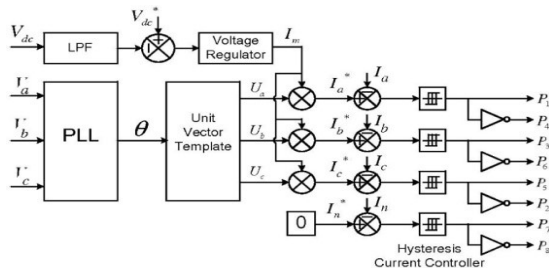 V_dc*
V_dc
LPF
Voltage Regulator
I_m
V_a
V_b
V_c
PLL
θ
Unit Vector Template
U_a
U_b
U_c
I_a*
I_a
I_b*
I_b
I_c*
I_c
I_n*
I_n
0
P_1
P_4
P_3
P_6
P_5
P_2
P_7
P_8
Hysteresis
Current Controller